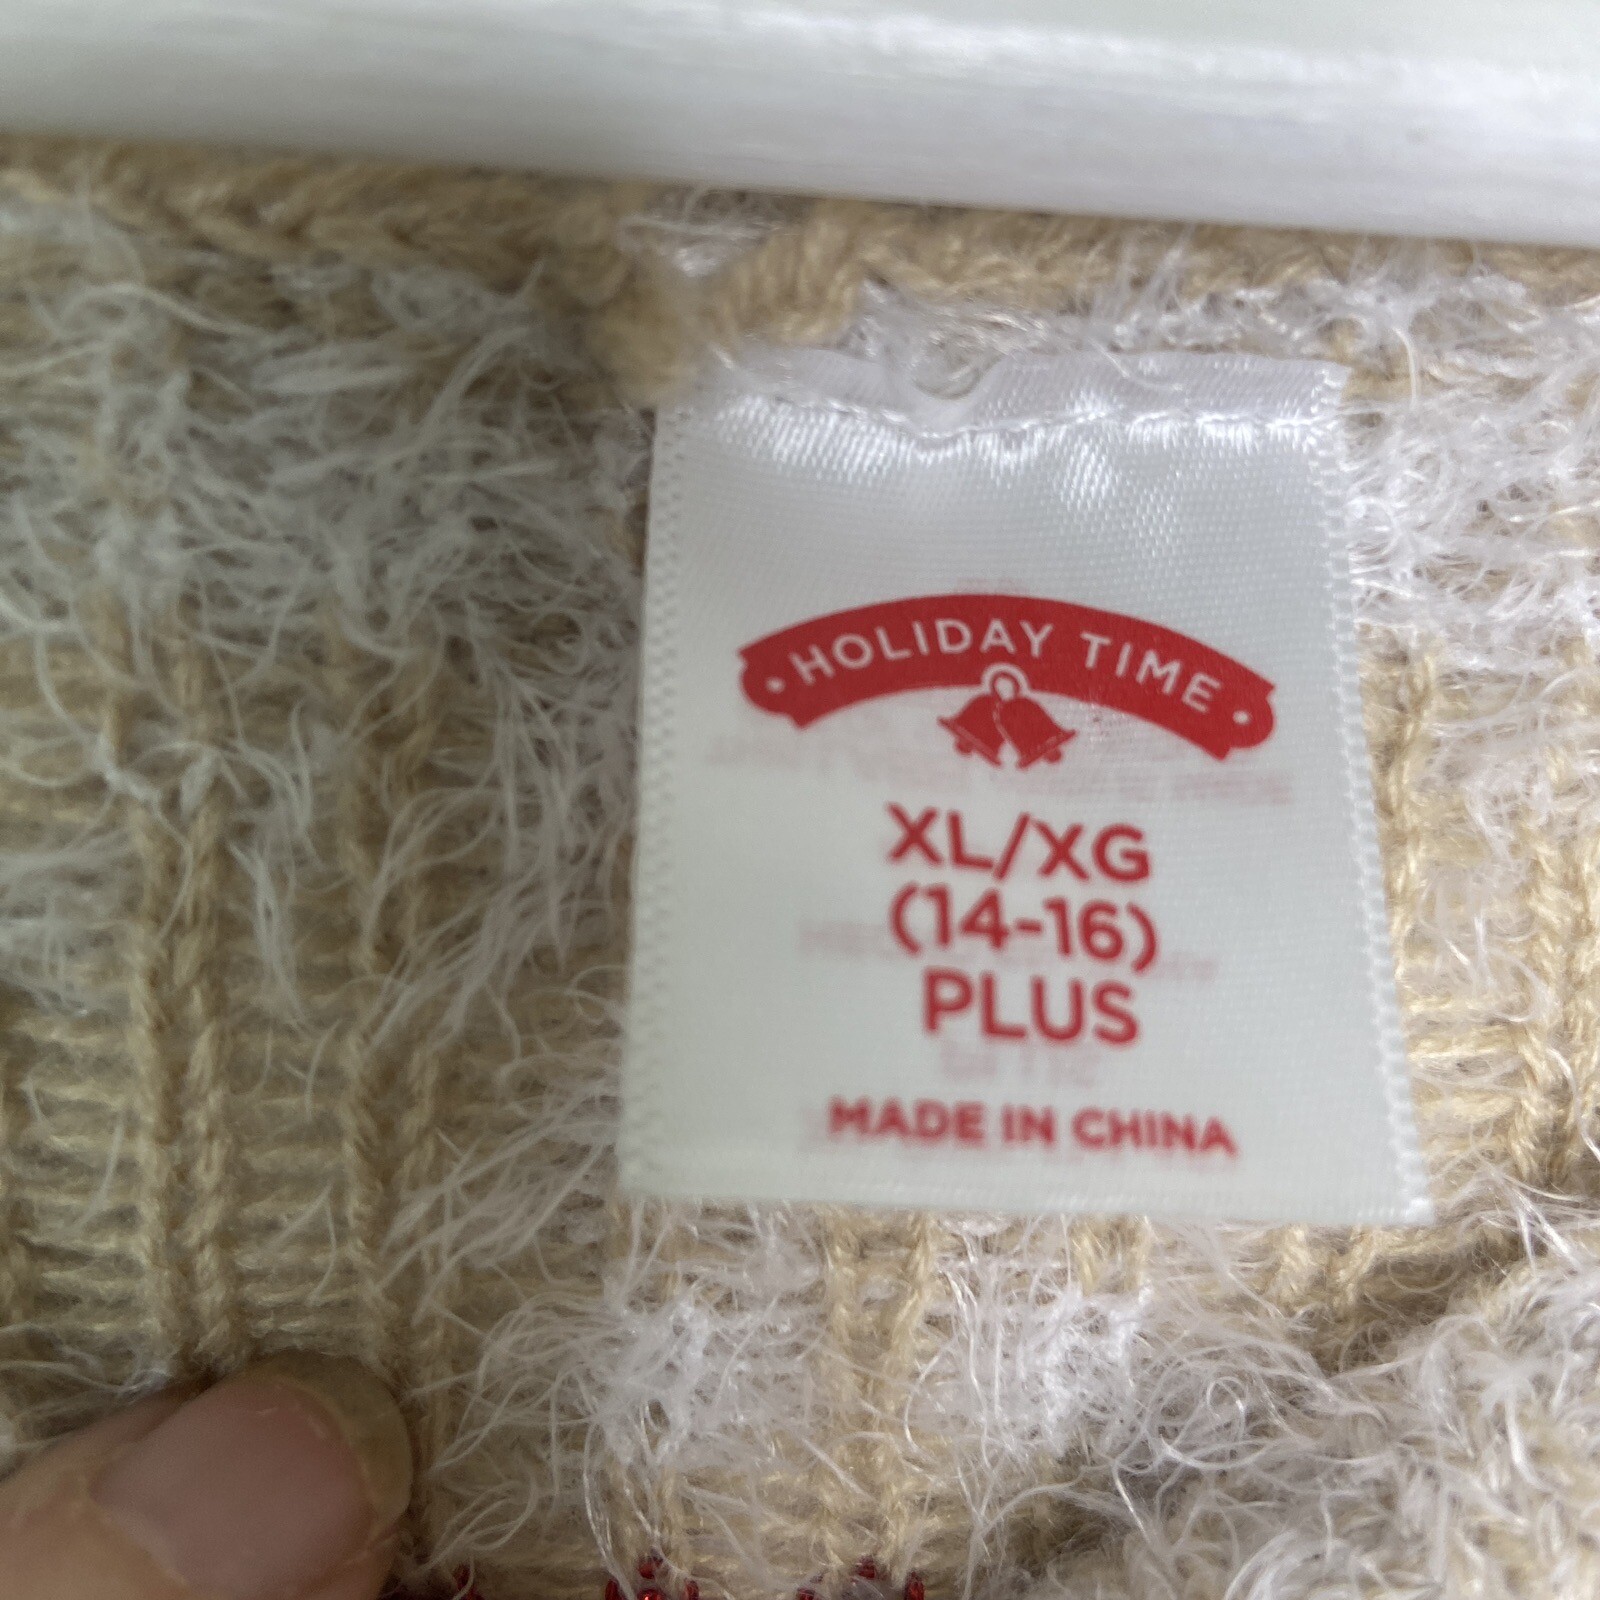 HOLIDAY TIME
XL/XG
(14-16)
PLUS
MADE IN CHINA